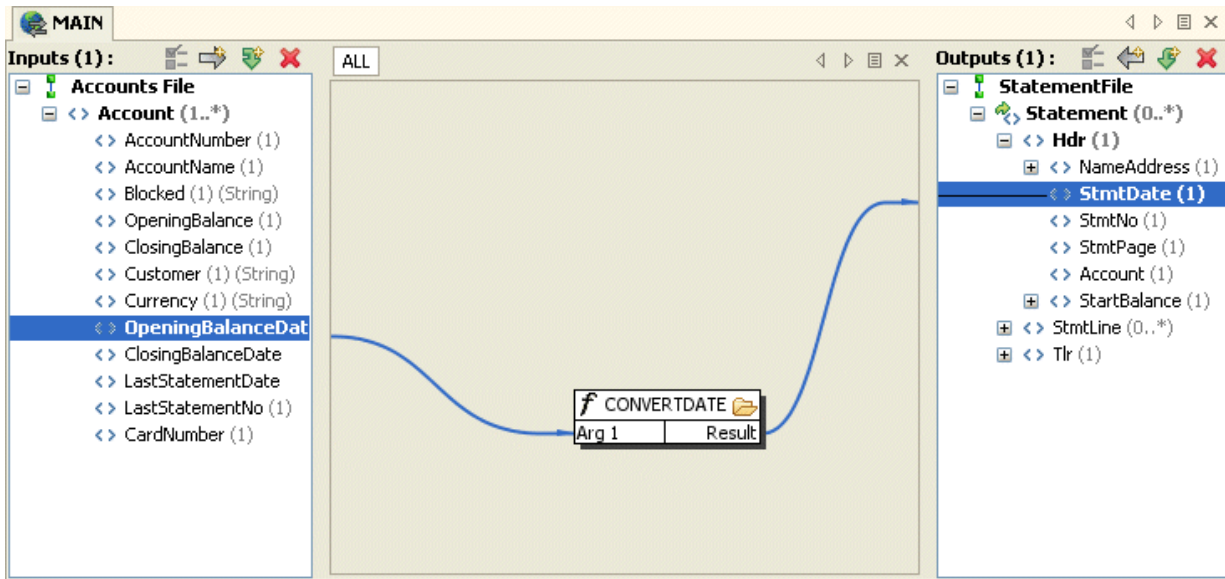 MAIN
Inputs (1) :
Accounts File
Account (1..*)
AccountNumber (1)
AccountName (1)
Blocked (1) (String)
OpeningBalance (1)
ClosingBalance (1)
Customer (1) (String)
Currency (1) (String)
OpeningBalanceDat
ClosingBalanceDate
LastStatementDate
LastStatementNo (1)
CardNumber (1)
ALL
f CONVERTDATE
Arg 1 Result
Outputs (1) :
StatementFile
Statement (0..*)
Hdr (1)
NameAddress (1)
StmtDate (1)
StmtNo (1)
StmtPage (1)
Account (1)
StartBalance (1)
StmtLine (0..*)
Tlr (1)